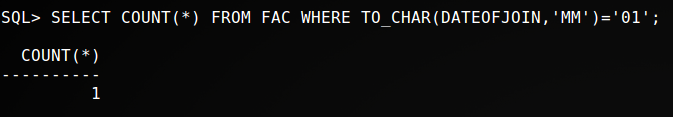 SQL> SELECT COUNT(*) FROM FAC WHERE TO_CHAR(DATEOFJOIN,'MM')='01';
  COUNT(*)
----------
         1